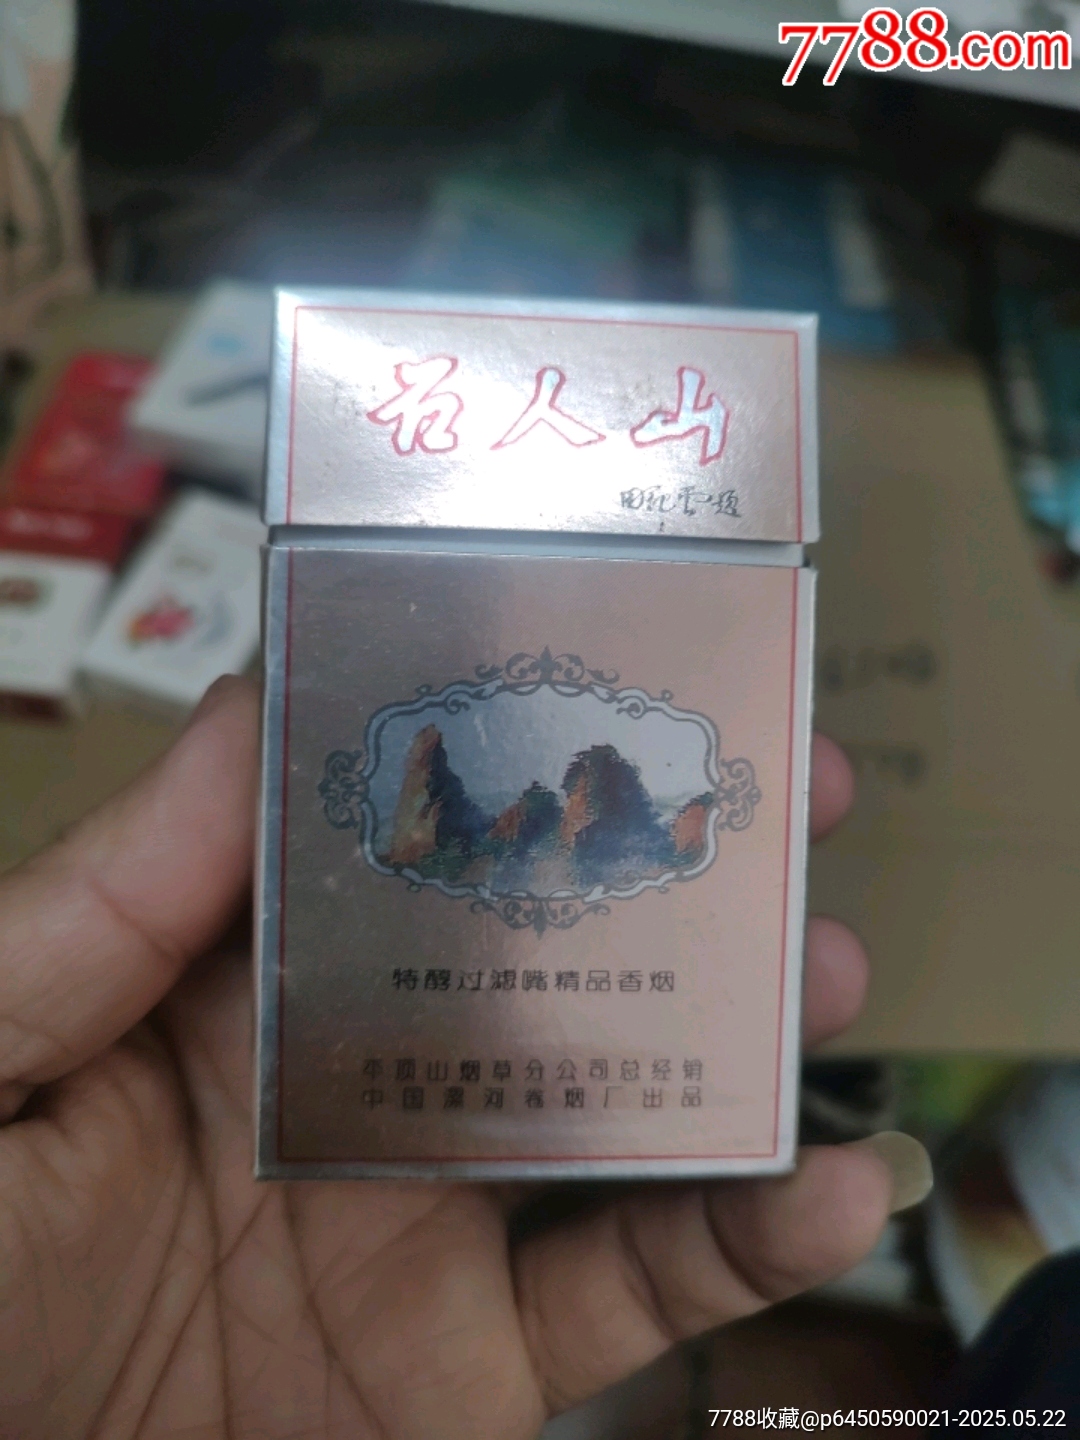 7788.com
石人山
特醇过滤嘴精品香烟
平顶山烟草分公司总经销
中国漯河卷烟厂出品
7788收藏@p6450590021-2025.05.22